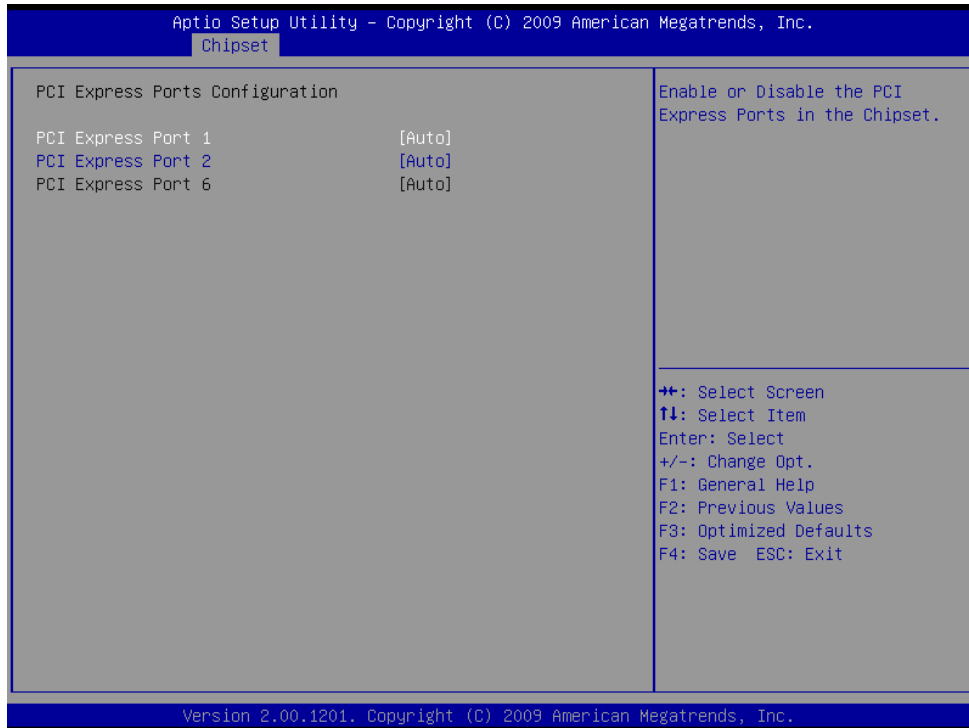 Aptio Setup Utility – Copyright (C) 2009 American Megatrends, Inc.
Chipset
PCI Express Ports Configuration
PCI Express Port 1 [Auto]
PCI Express Port 2 [Auto]
PCI Express Port 6 [Auto]
Enable or Disable the PCI
Express Ports in the Chipset.
→←: Select Screen
↑↓: Select Item
Enter: Select
+/-: Change Opt.
F1: General Help
F2: Previous Values
F3: Optimized Defaults
F4: Save ESC: Exit
Version 2.00.1201. Copyright (C) 2009 American Megatrends, Inc.